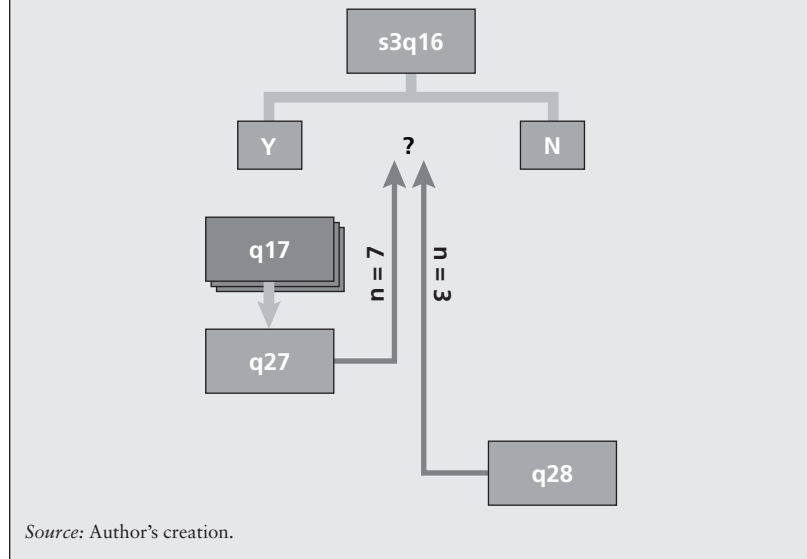 s3q16
Y
?
N
q17
n = 7
n = 3
q27
q28
Source: Author's creation.